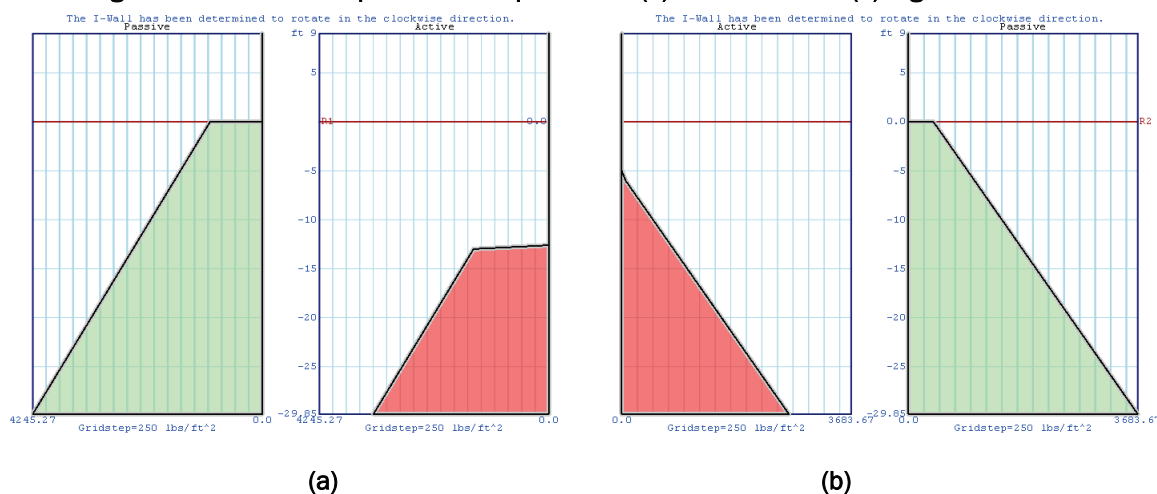 The I-Wall has been determined to rotate in the clockwise direction.
Passive
Active
ft 9
5
R1
0.0
-5
-10
-15
-20
-25
-29.85
4245.27
0.0
4245.27
0.0
Gridstep=250 lbs/ft^2
Gridstep=250 lbs/ft^2
(a)
The I-Wall has been determined to rotate in the clockwise direction.
Active
Passive
ft 9
5
0.0
R2
-5
-10
-15
-20
-25
-29.85
0.0
3683.67
0.0
Gridstep=250 lbs/ft^2
Gridstep=250 lbs/ft^2
(b)